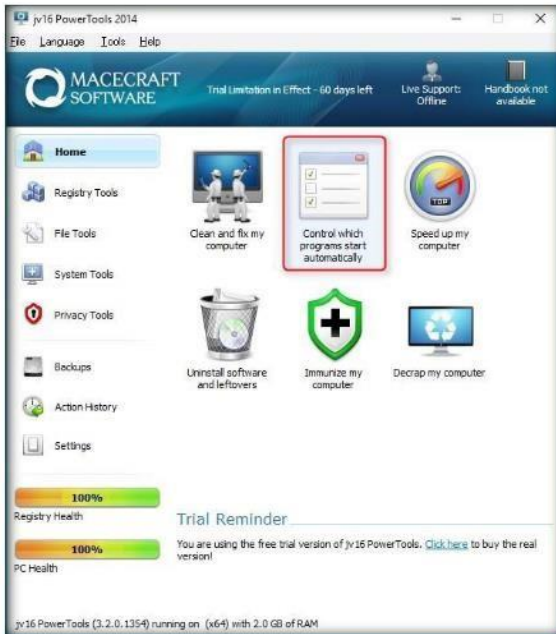 jv16 PowerTools 2014
File Language Tools Help
MACECRAFT
SOFTWARE
Trial Limitation in Effect - 60 days left
Live Support:
Offline
Handbook not
available
Home
Registry Tools
File Tools
System Tools
Privacy Tools
Backups
Action History
Settings
100%
Registry Health
100%
PC Health
Clean and fix my
computer
Control which
programs start
automatically
TOP
Speed up my
computer
Uninstall software
and leftovers
Immunize my
computer
Decrap my computer
Trial Reminder
You are using the free trial version of jv16 PowerTools. Click here to buy the real
version!
jv16 PowerTools (3.2.0.1354) running on (x64) with 2.0 GB of RAM